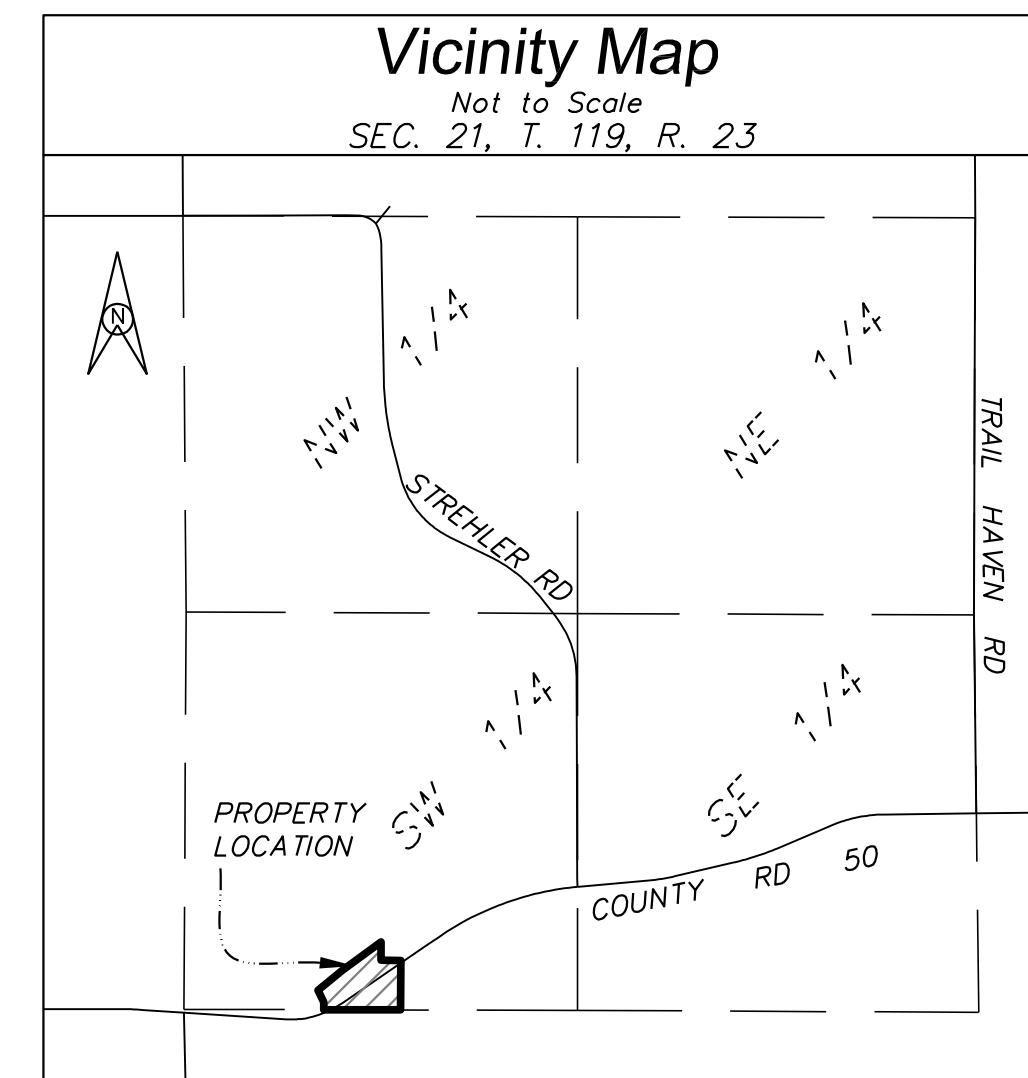 Vicinity Map
Not to Scale
SEC. 21, T. 119, R. 23
N
NW 1/4
NE 1/4
STREHLER RD
TRAIL HAVEN RD
SW 1/4
SE 1/4
PROPERTY
LOCATION
COUNTY RD 50